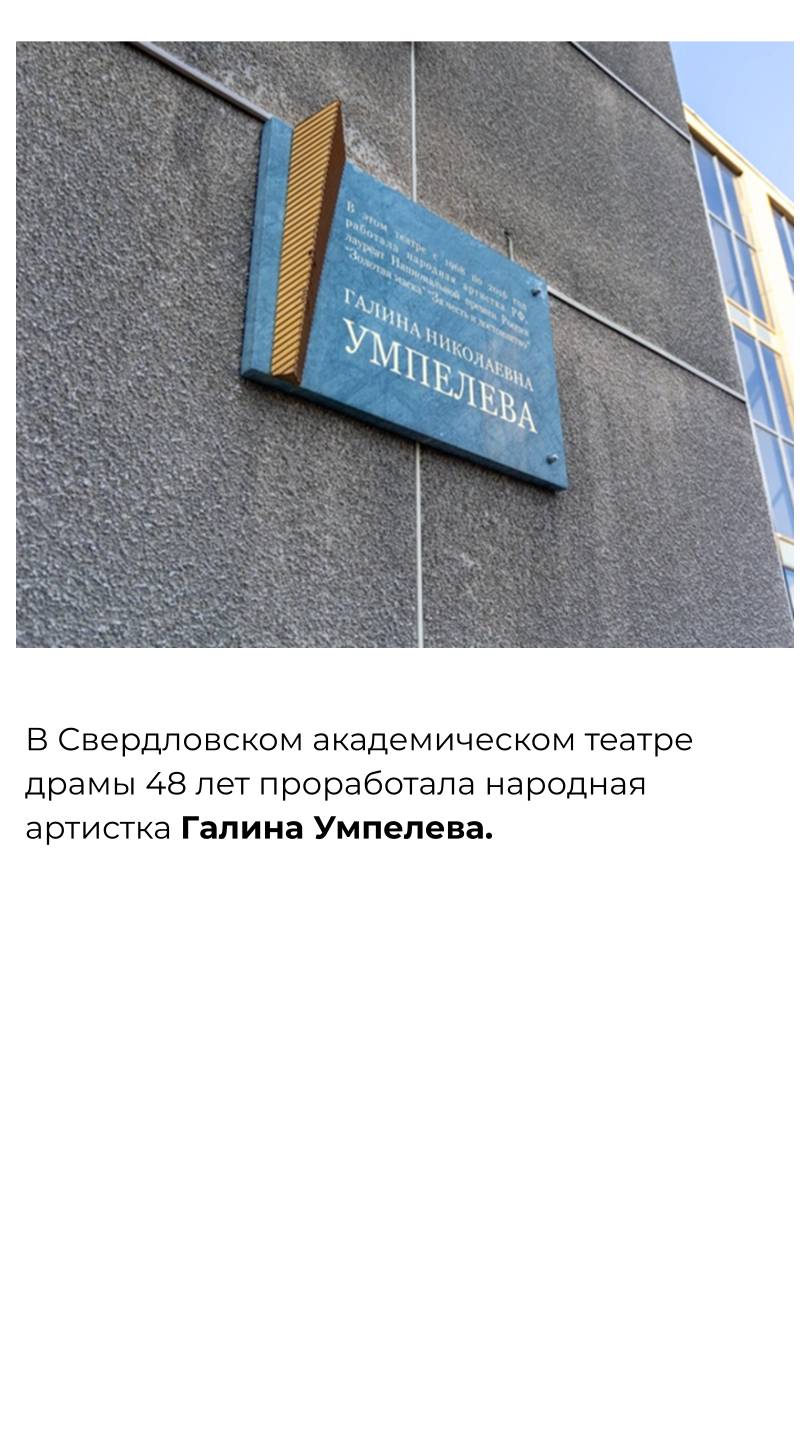 В этом театре с 1968 по 2016 год
работала народная артистка РФ,
лауреат Национальной премии России
"Золотая маска" "За честь и достоинство"
ГАЛИНА НИКОЛАЕВНА
УМПЕЛЕВА
В Свердловском академическом театре
драмы 48 лет проработала народная
артистка Галина Умпелева.